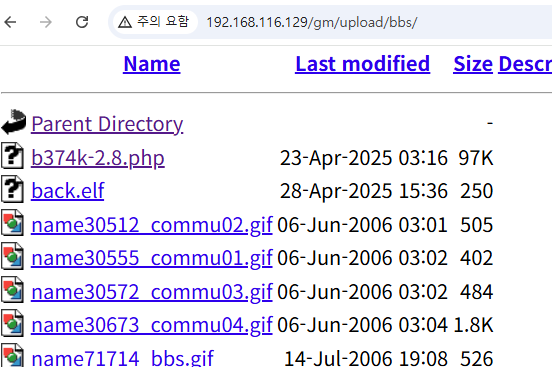 주의 요함 192.168.116.129/gm/upload/bbs/
Name Last modified Size Descr
Parent Directory -
b374k-2.8.php 23-Apr-2025 03:16 97K
back.elf 28-Apr-2025 15:36 250
name30512_commu02.gif 06-Jun-2006 03:01 505
name30555_commu01.gif 06-Jun-2006 03:02 402
name30572_commu03.gif 06-Jun-2006 03:02 484
name30673_commu04.gif 06-Jun-2006 03:04 1.8K
name71714_bbs.gif 14-Jul-2006 19:08 526